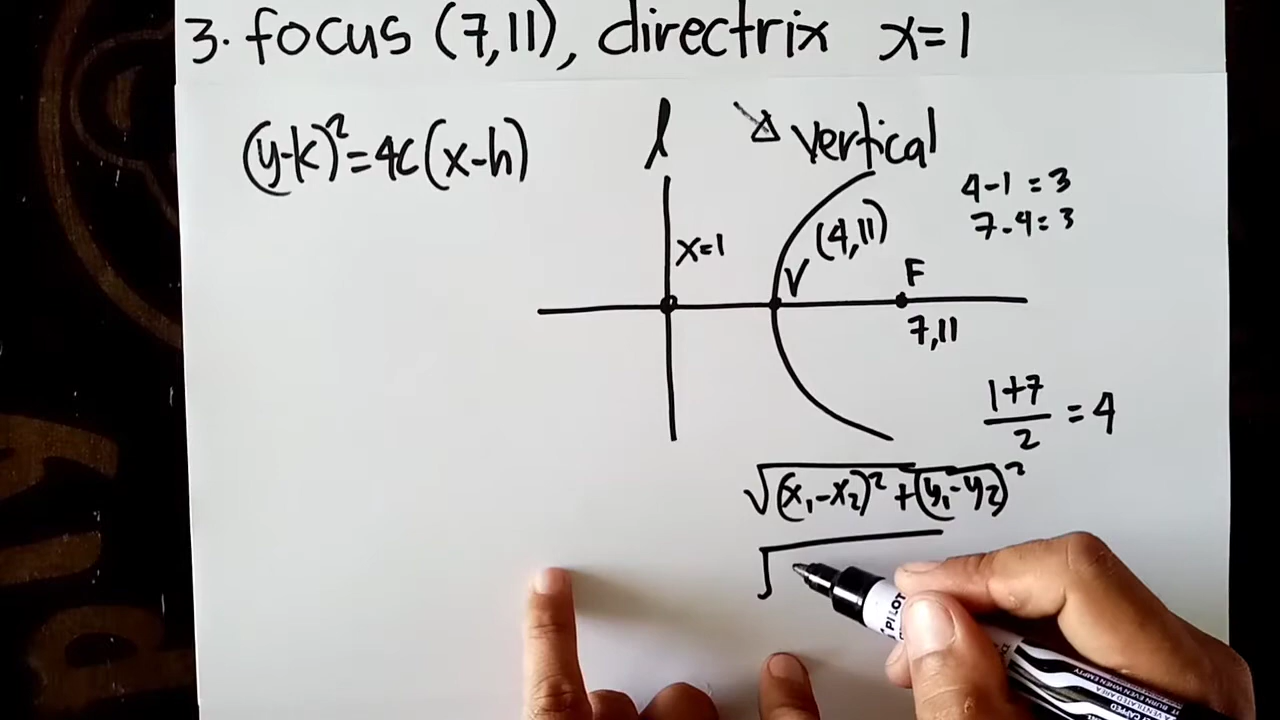 3. focus (7,11), directrix x=1
(y-k)²=4c(x-h)
l
vertical
4-1=3
7-4=3
x=1
(4,11)
V
F
7,11
1+7
2
=4
√(x₁-x₂)²+(y₁-y₂)²
√
PILOT